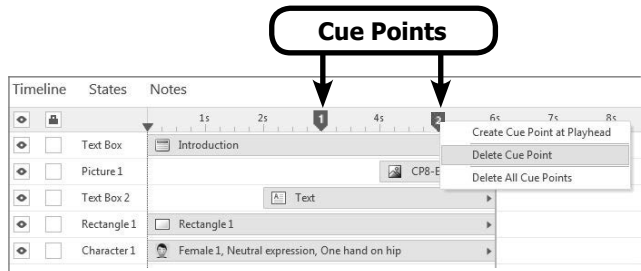 Cue Points
Timeline States Notes
1s 2s 1 4s 2 6s 7s 8s
Create Cue Point at Playhead
Delete Cue Point
Delete All Cue Points
Text Box Introduction
Picture 1 CP8-E
Text Box 2 Text
Rectangle 1 Rectangle 1
Character 1 Female 1, Neutral expression, One hand on hip